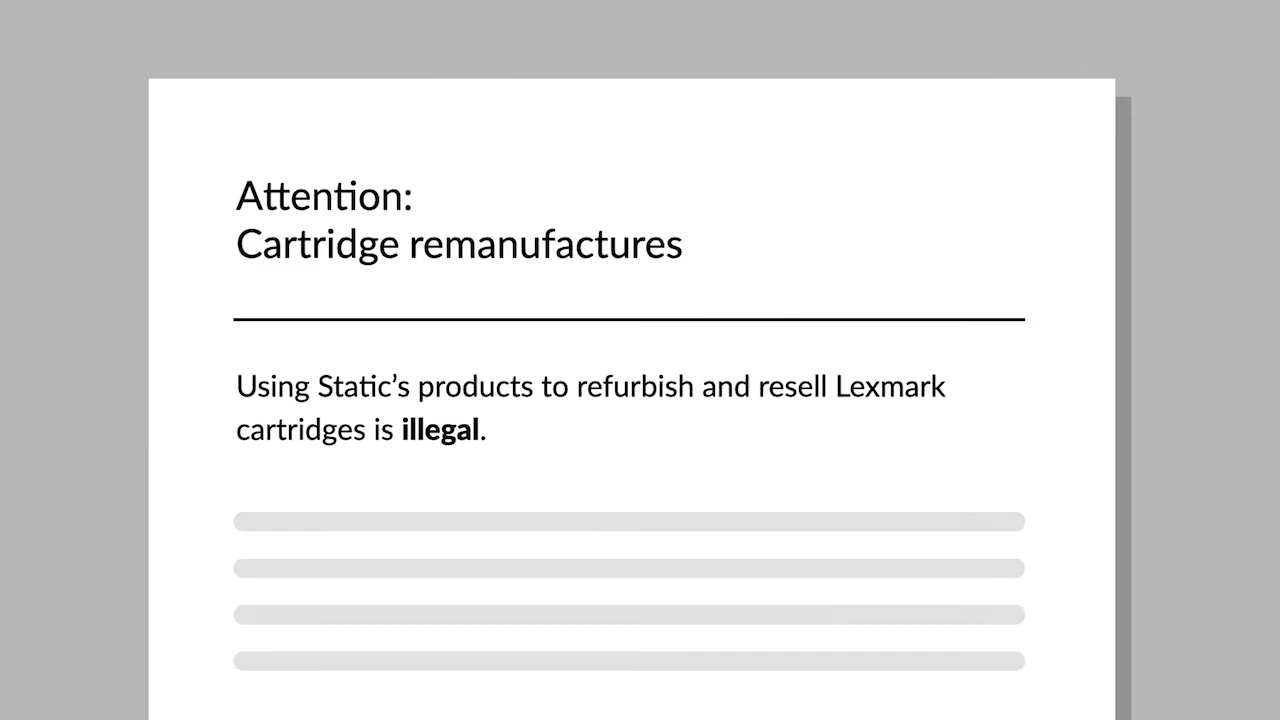 Attention:
Cartridge remanufactures
Using Static’s products to refurbish and resell Lexmark
cartridges is illegal.